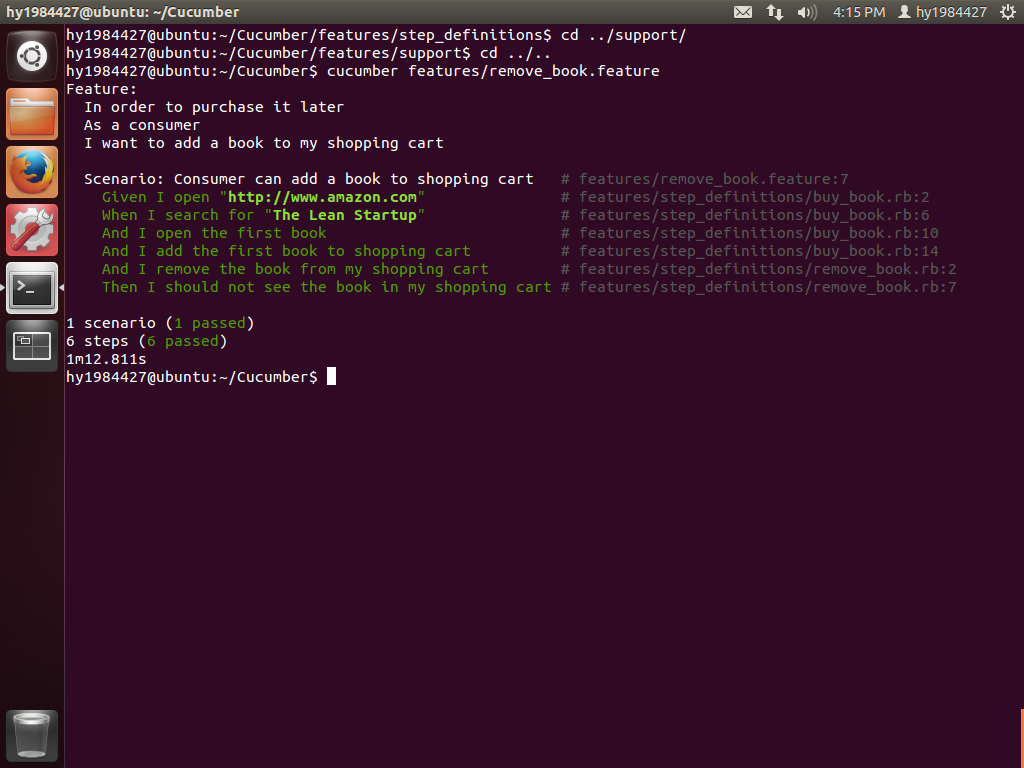 hy1984427@ubuntu: ~/Cucumber
4:15 PM
hy1984427
hy1984427@ubuntu:~/Cucumber/features/step_definitions$ cd ../support/
hy1984427@ubuntu:~/Cucumber/features/support$ cd ../..
hy1984427@ubuntu:~/Cucumber$ cucumber features/remove_book.feature
Feature:
  In order to purchase it later
  As a consumer
  I want to add a book to my shopping cart
  Scenario: Consumer can add a book to shopping cart   # features/remove_book.feature:7
    Given I open "http://www.amazon.com"               # features/step_definitions/buy_book.rb:2
    When I search for "The Lean Startup"               # features/step_definitions/buy_book.rb:6
    And I open the first book                          # features/step_definitions/buy_book.rb:10
    And I add the first book to shopping cart          # features/step_definitions/buy_book.rb:14
    And I remove the book from my shopping cart        # features/step_definitions/remove_book.rb:2
    Then I should not see the book in my shopping cart # features/step_definitions/remove_book.rb:7
1 scenario (1 passed)
6 steps (6 passed)
1m12.811s
hy1984427@ubuntu:~/Cucumber$